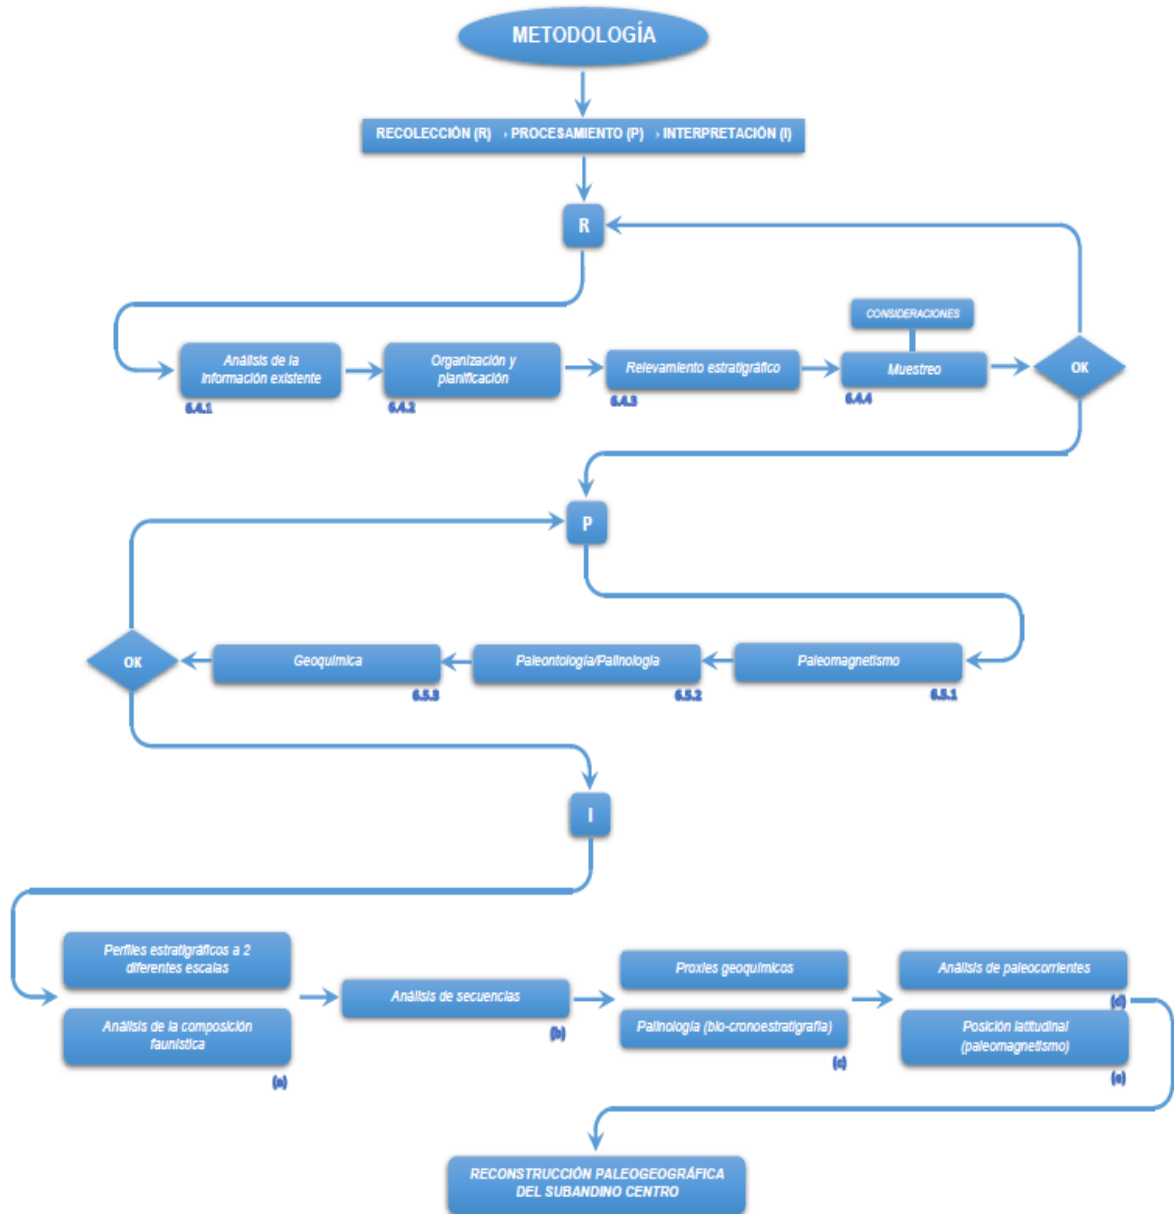 METODOLOGÍA
RECOLECCIÓN (R) › PROCESAMIENTO (P) › INTERPRETACIÓN (I)
R
CONSIDERACIONES
Análisis de la
información existente
6.4.1
Organización y
planificación
6.4.2
Relevamiento estratigráfico
6.4.3
Muestreo
6.4.4
OK
P
OK
Geoquímica
6.5.3
Paleontología/Palinología
6.5.2
Paleomagnetismo
6.5.1
I
Perfiles estratigráficos a 2
diferentes escalas
Análisis de la composición
faunística
(a)
Análisis de secuencias
(b)
Proxies geoquímicos
Palinología (bio-cronoestratigrafía)
(c)
Análisis de paleocorrientes
(d)
Posición latitudinal
(paleomagnetismo)
(e)
RECONSTRUCCIÓN PALEOGEOGRÁFICA
DEL SUBANDINO CENTRO